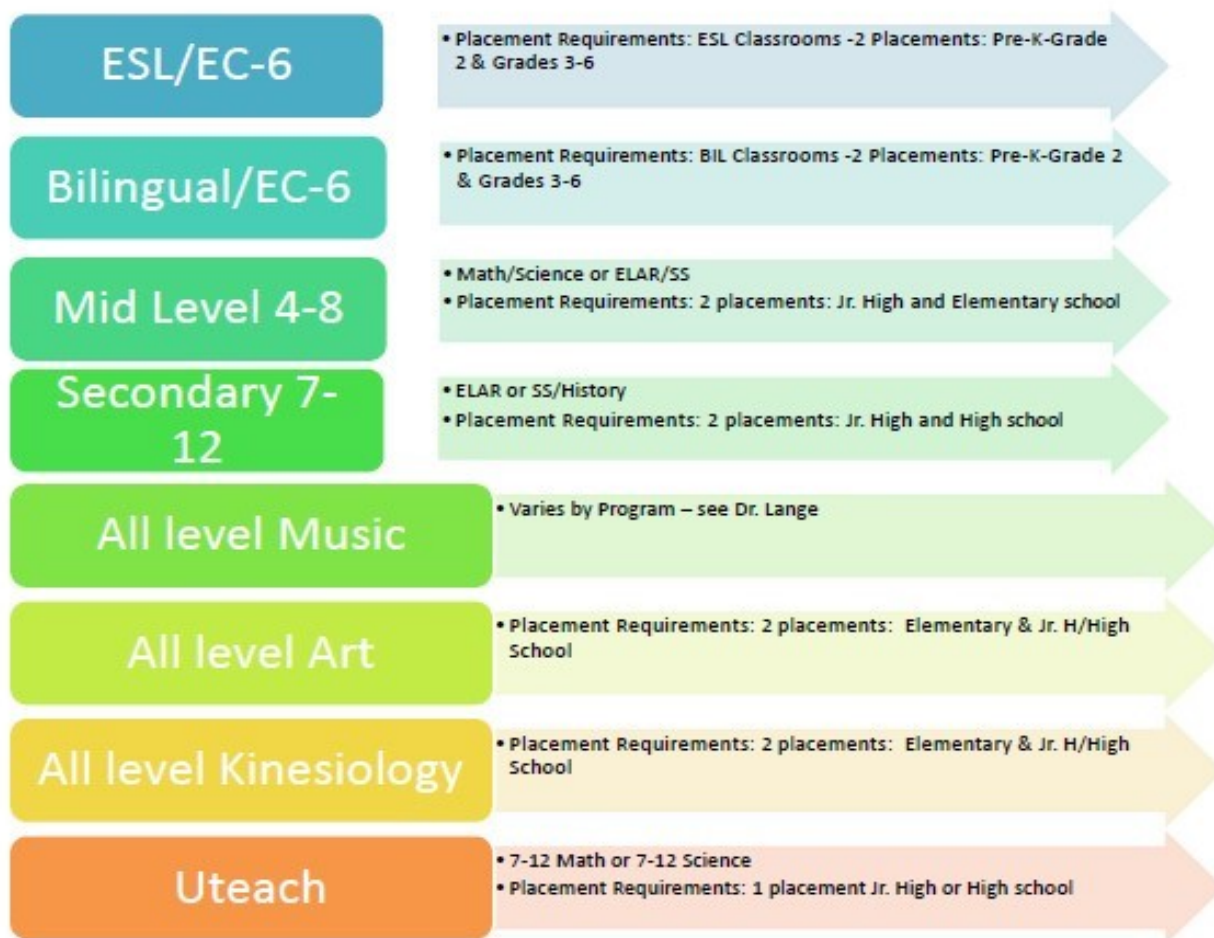 ESL/EC-6
• Placement Requirements: ESL Classrooms -2 Placements: Pre-K-Grade
2 & Grades 3-6
Bilingual/EC-6
• Placement Requirements: BIL Classrooms -2 Placements: Pre-K-Grade 2
& Grades 3-6
Mid Level 4-8
• Math/Science or ELAR/SS
• Placement Requirements: 2 placements: Jr. High and Elementary school
Secondary 7-
12
• ELAR or SS/History
• Placement Requirements: 2 placements: Jr. High and High school
All level Music
• Varies by Program – see Dr. Lange
All level Art
• Placement Requirements: 2 placements: Elementary & Jr. H/High
School
All level Kinesiology
• Placement Requirements: 2 placements: Elementary & Jr. H/High
School
Uteach
• 7-12 Math or 7-12 Science
• Placement Requirements: 1 placement Jr. High or High school